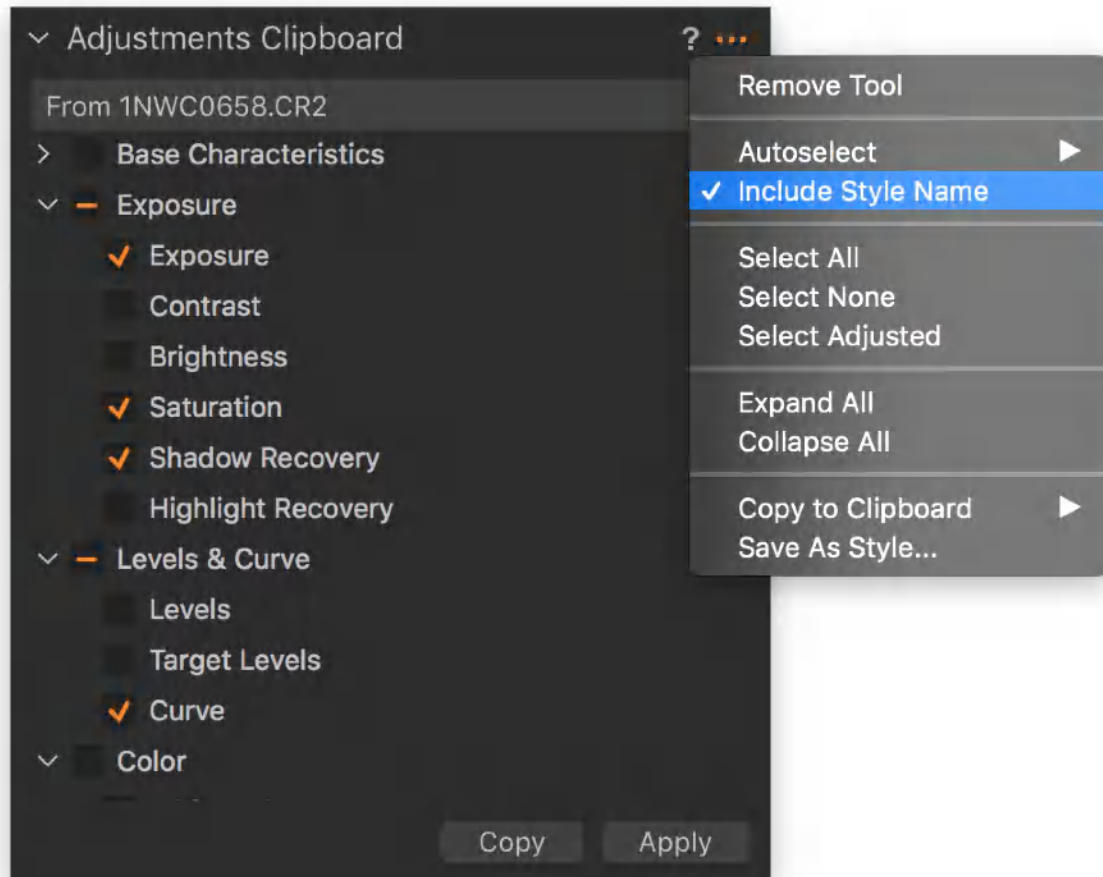 Adjustments Clipboard
?
From 1NWC0658.CR2
Base Characteristics
Exposure
Exposure
Contrast
Brightness
Saturation
Shadow Recovery
Highlight Recovery
Levels & Curve
Levels
Target Levels
Curve
Color
Copy Apply
Remove Tool
Autoselect
Include Style Name
Select All
Select None
Select Adjusted
Expand All
Collapse All
Copy to Clipboard
Save As Style...